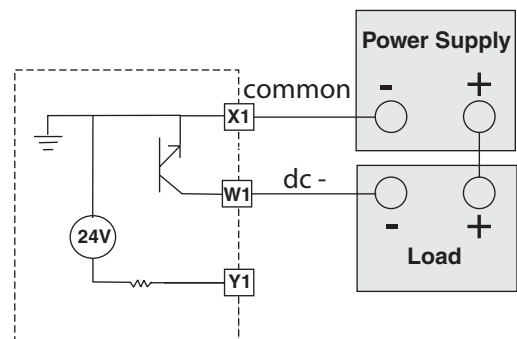 Power Supply
- +
common
X1
dc -
W1
- +
24V
Load
Y1